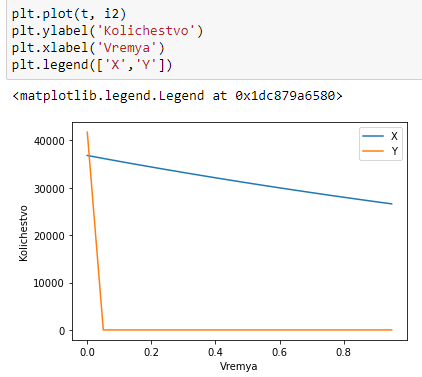 plt.plot(t, i2)
plt.ylabel('Kolichestvo')
plt.xlabel('Vremya')
plt.legend(['X','Y'])
<matplotlib.legend.Legend at 0x1dc879a6580>
X
Y
40000
30000
20000
10000
0
Kolichestvo
0.0 0.2 0.4 0.6 0.8
Vremya